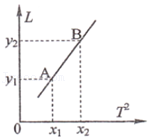 L
y₂ B
y₁ A
0 x₁ x₂ T²